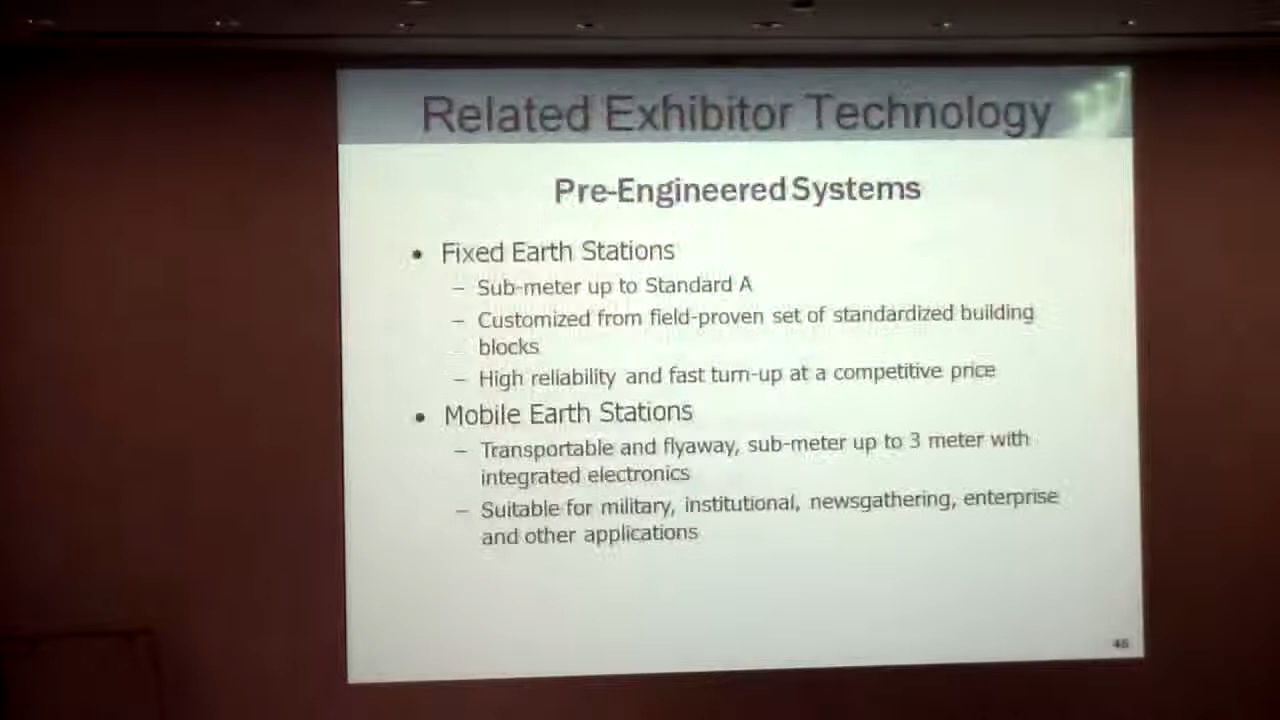 Related Exhibitor Technology
Pre-Engineered Systems
• Fixed Earth Stations
– Sub-meter up to Standard A
– Customized from field-proven set of standardized building
blocks
– High reliability and fast turn-up at a competitive price
• Mobile Earth Stations
– Transportable and flyaway, sub-meter up to 3 meter with
integrated electronics
– Suitable for military, institutional, newsgathering, enterprise
and other applications